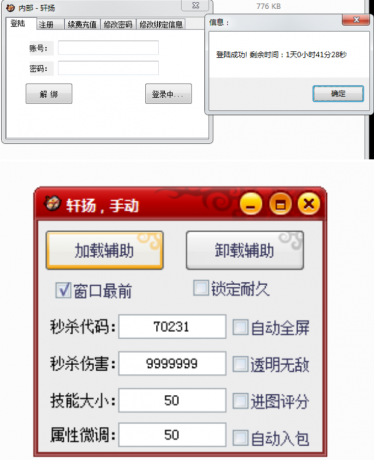 内部 - 轩扬
776 KB
登陆 注册 续费充值 修改密码 修改绑定信息
账号:
密码:
解 绑
登录中...
信息:
登陆成功! 剩余时间:1天0小时41分28秒
确定
轩扬,手动
加载辅助 卸载辅助
窗口最前 锁定耐久
秒杀代码: 70231 自动全屏
秒杀伤害: 9999999 透明无敌
技能大小: 50 进图评分
属性微调: 50 自动入包